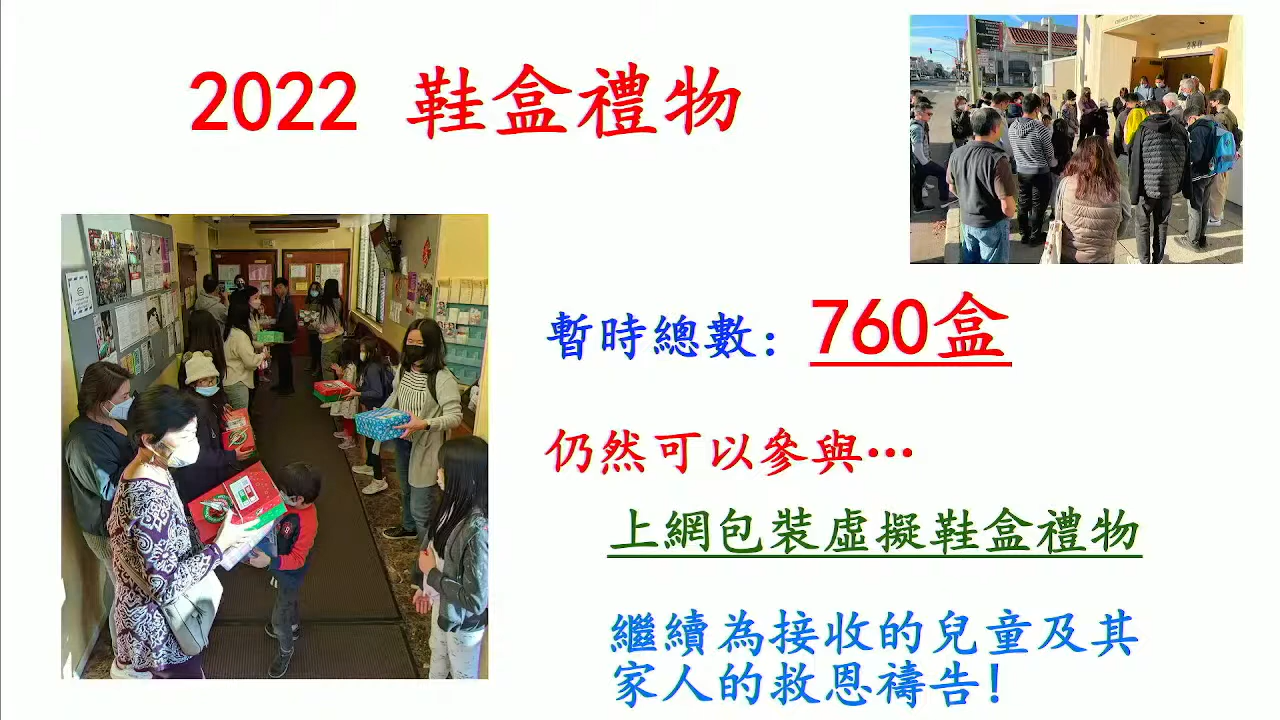 2022 鞋盒禮物
280
暫時總數: 760盒
仍然可以參與…
上網包裝虛擬鞋盒禮物
繼續為接收的兒童及其
家人的救恩禱告!